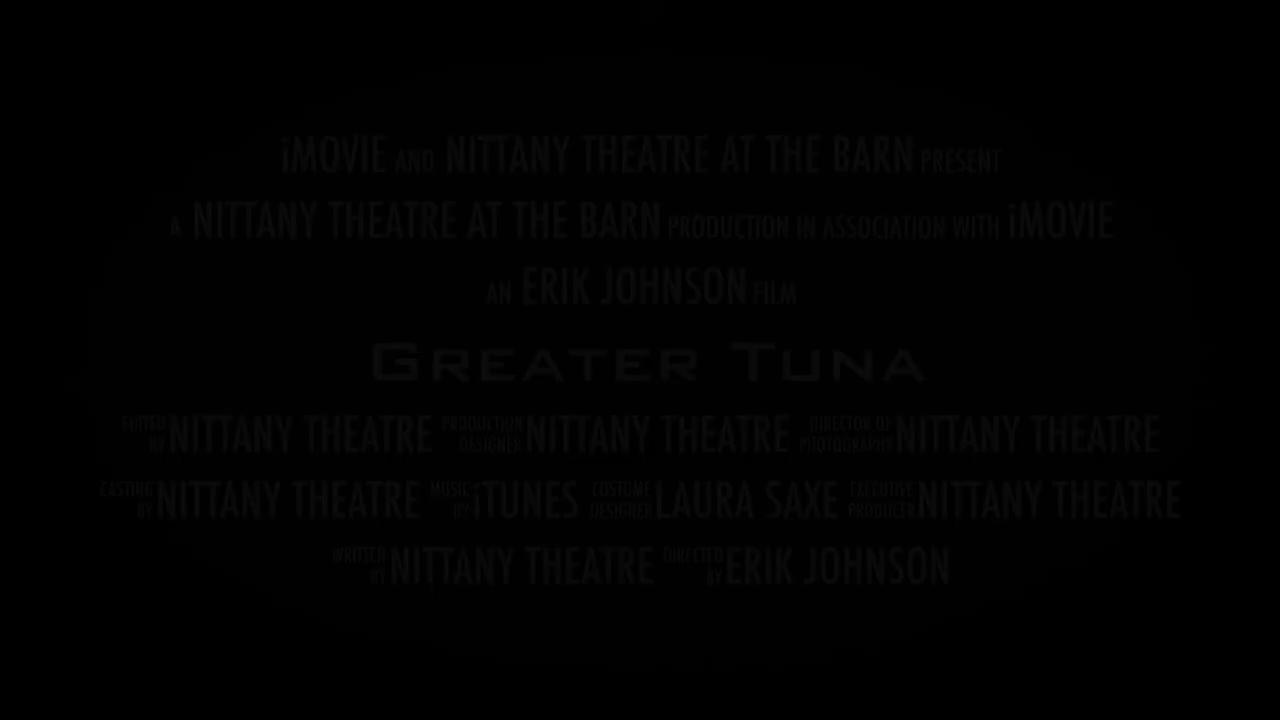 iMOVIE AND NITTANY THEATRE AT THE BARN PRESENT
A NITTANY THEATRE AT THE BARN PRODUCTION IN ASSOCIATION WITH iMOVIE
AN ERIK JOHNSON FILM
GREATER TUNA
EDITED BY NITTANY THEATRE PRODUCTION DESIGNER NITTANY THEATRE DIRECTOR OF PHOTOGRAPHY NITTANY THEATRE
CASTING BY NITTANY THEATRE MUSIC BY iTUNES COSTUME DESIGNER LAURA SAXE EXECUTIVE PRODUCER NITTANY THEATRE
WRITTEN BY NITTANY THEATRE DIRECTED BY ERIK JOHNSON